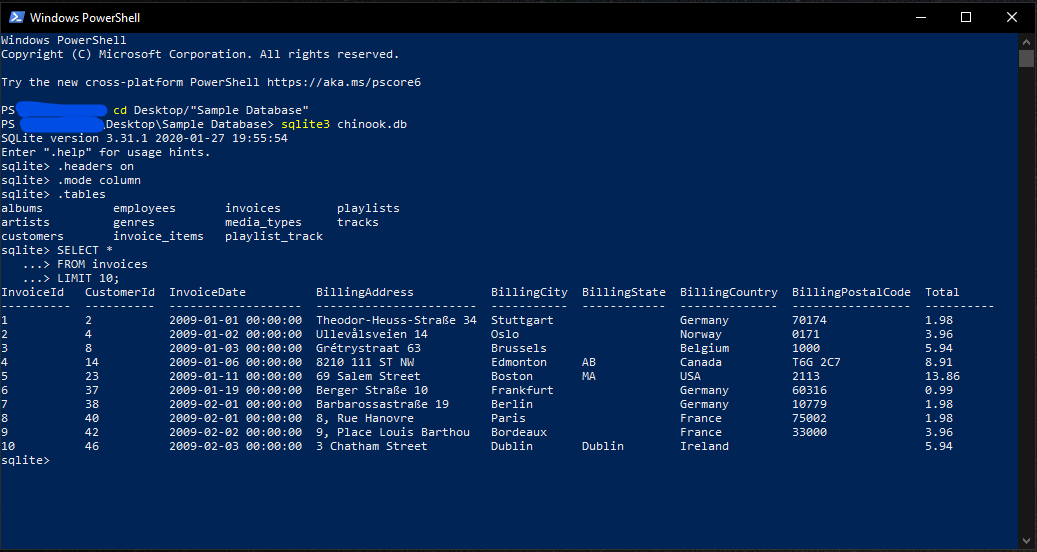 Windows PowerShell
Windows PowerShell
Copyright (C) Microsoft Corporation. All rights reserved.
Try the new cross-platform PowerShell https://aka.ms/pscore6
PS cd Desktop/"Sample Database"
PS \Desktop\Sample Database> sqlite3 chinook.db
SQLite version 3.31.1 2020-01-27 19:55:54
Enter ".help" for usage hints.
sqlite> .headers on
sqlite> .mode column
sqlite> .tables
albums employees invoices playlists
artists genres media_types tracks
customers invoice_items playlist_track
sqlite> SELECT *
...> FROM invoices
...> LIMIT 10;
InvoiceId CustomerId InvoiceDate BillingAddress BillingCity BillingState BillingCountry BillingPostalCode Total
---------- ---------- ------------------- ----------------------- ----------- ------------ -------------- ----------------- ----------
1 2 2009-01-01 00:00:00 Theodor-Heuss-Straße 34 Stuttgart Germany 70174 1.98
2 4 2009-01-02 00:00:00 Ullevålsveien 14 Oslo Norway 0171 3.96
3 8 2009-01-03 00:00:00 Grétrystraat 63 Brussels Belgium 1000 5.94
4 14 2009-01-06 00:00:00 8210 111 ST NW Edmonton AB Canada T6G 2C7 8.91
5 23 2009-01-11 00:00:00 69 Salem Street Boston MA USA 2113 13.86
6 37 2009-01-19 00:00:00 Berger Straße 10 Frankfurt Germany 60316 0.99
7 38 2009-02-01 00:00:00 Barbarossastraße 19 Berlin Germany 10779 1.98
8 40 2009-02-01 00:00:00 8, Rue Hanovre Paris France 75002 1.98
9 42 2009-02-02 00:00:00 9, Place Louis Barthou Bordeaux France 33000 3.96
10 46 2009-02-03 00:00:00 3 Chatham Street Dublin Dublin Ireland 5.94
sqlite>